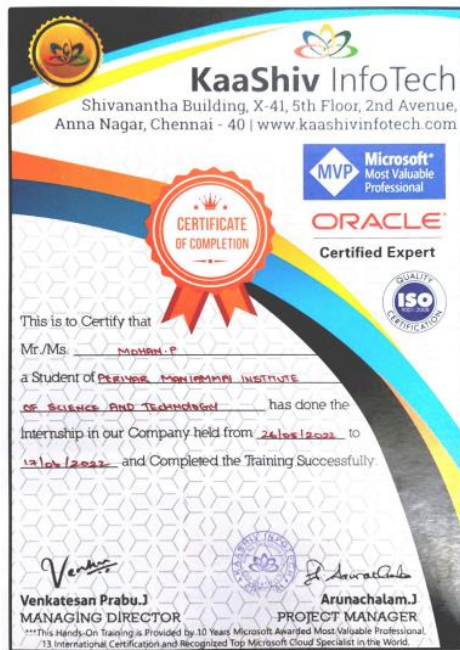 KaaShiv InfoTech
Shivanantha Building, X-41, 5th Floor, 2nd Avenue,
Anna Nagar, Chennai - 40 | www.kaashivinfotech.com
MVP
Microsoft®
Most Valuable
Professional
ORACLE
Certified Expert
CERTIFICATE
OF COMPLETION
QUALITY
ISO
9001:2008
CERTIFICATION
This is to Certify that
Mr./Ms. MOHAN.P
a Student of PERIYAR MANIAMMAI INSTITUTE
OF SCIENCE AND TECHNOLOGY has done the
Internship in our Company held from 26/05/2022 to
17/06/2022 and Completed the Training Successfully.
Venkatesan Prabu.J
MANAGING DIRECTOR
Arunachalam.J
PROJECT MANAGER
***This Hands-On Training is Provided by 10 Years Microsoft Awarded Most Valuable Professional,
13 International Certification and Recognized Top Microsoft Cloud Specialist in the World.